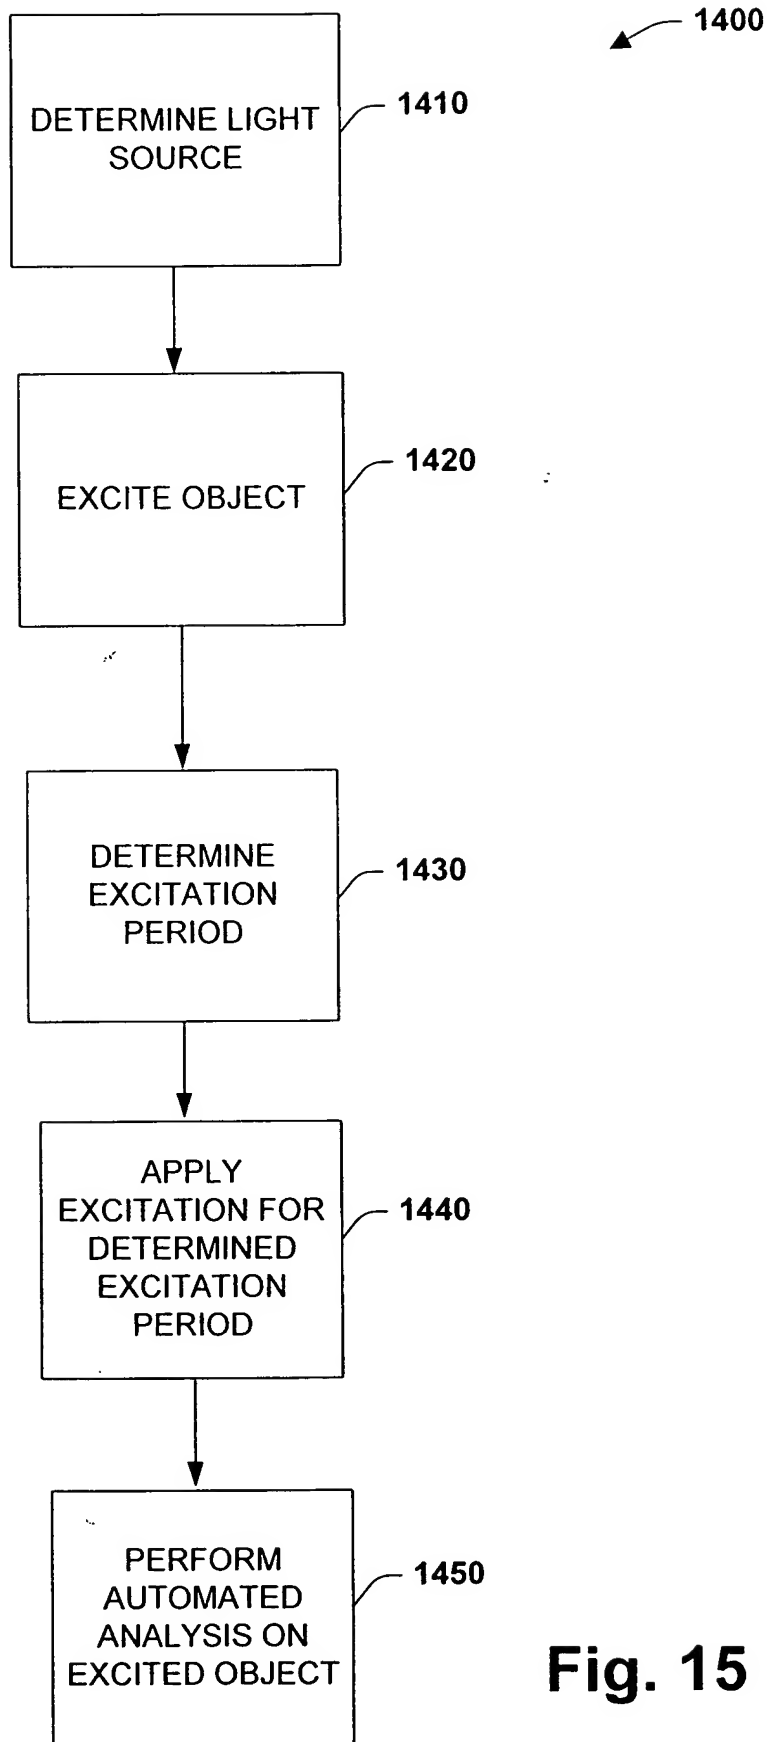 1400
DETERMINE LIGHT
SOURCE
1410
EXCITE OBJECT
1420
DETERMINE
EXCITATION
PERIOD
1430
APPLY
EXCITATION FOR
DETERMINED
EXCITATION
PERIOD
1440
PERFORM
AUTOMATED
ANALYSIS ON
EXCITED OBJECT
1450
Fig. 15